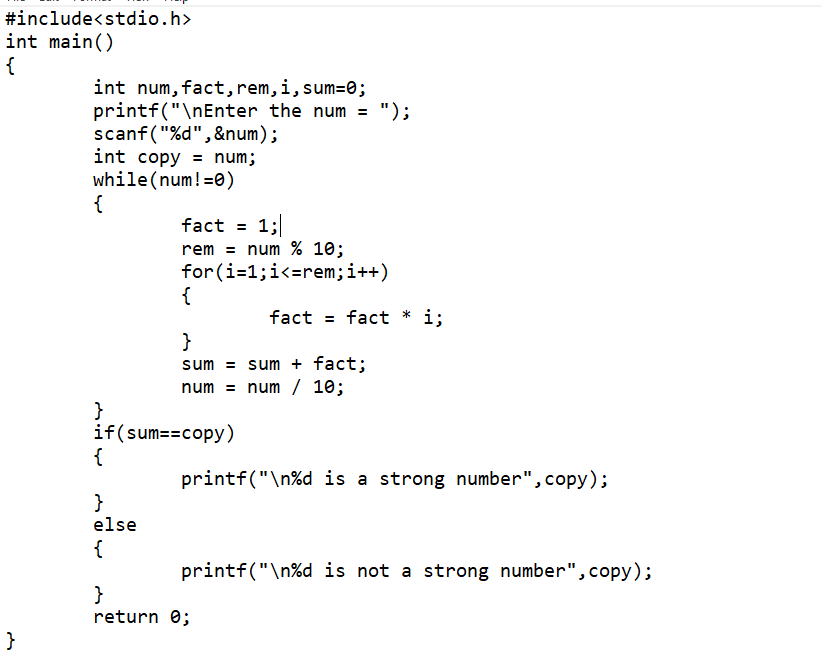 #include<stdio.h>
int main()
{
int num,fact,rem,i,sum=0;
printf("\nEnter the num = ");
scanf("%d",&num);
int copy = num;
while(num!=0)
{
fact = 1;
rem = num % 10;
for(i=1;i<=rem;i++)
{
fact = fact * i;
}
sum = sum + fact;
num = num / 10;
}
if(sum==copy)
{
printf("\n%d is a strong number",copy);
}
else
{
printf("\n%d is not a strong number",copy);
}
return 0;
}